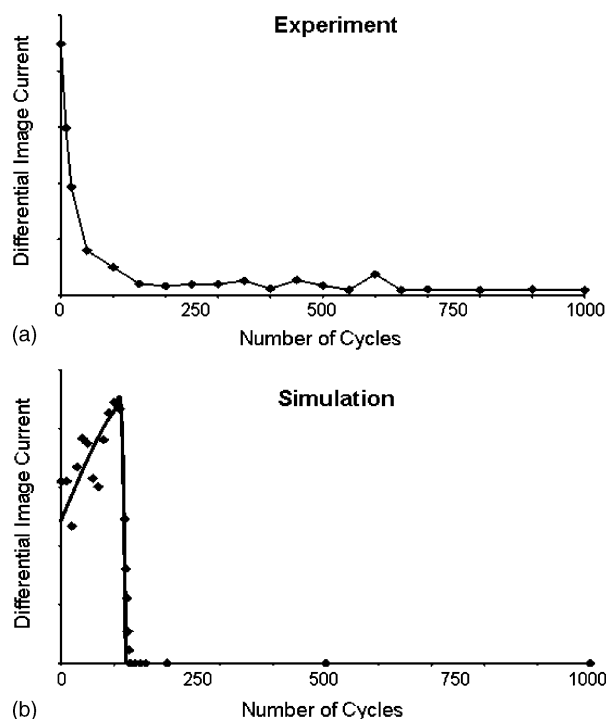 Experiment
Differential Image Current
0 250 500 750 1000
Number of Cycles
(a)
Simulation
Differential Image Current
0 250 500 750 1000
Number of Cycles
(b)